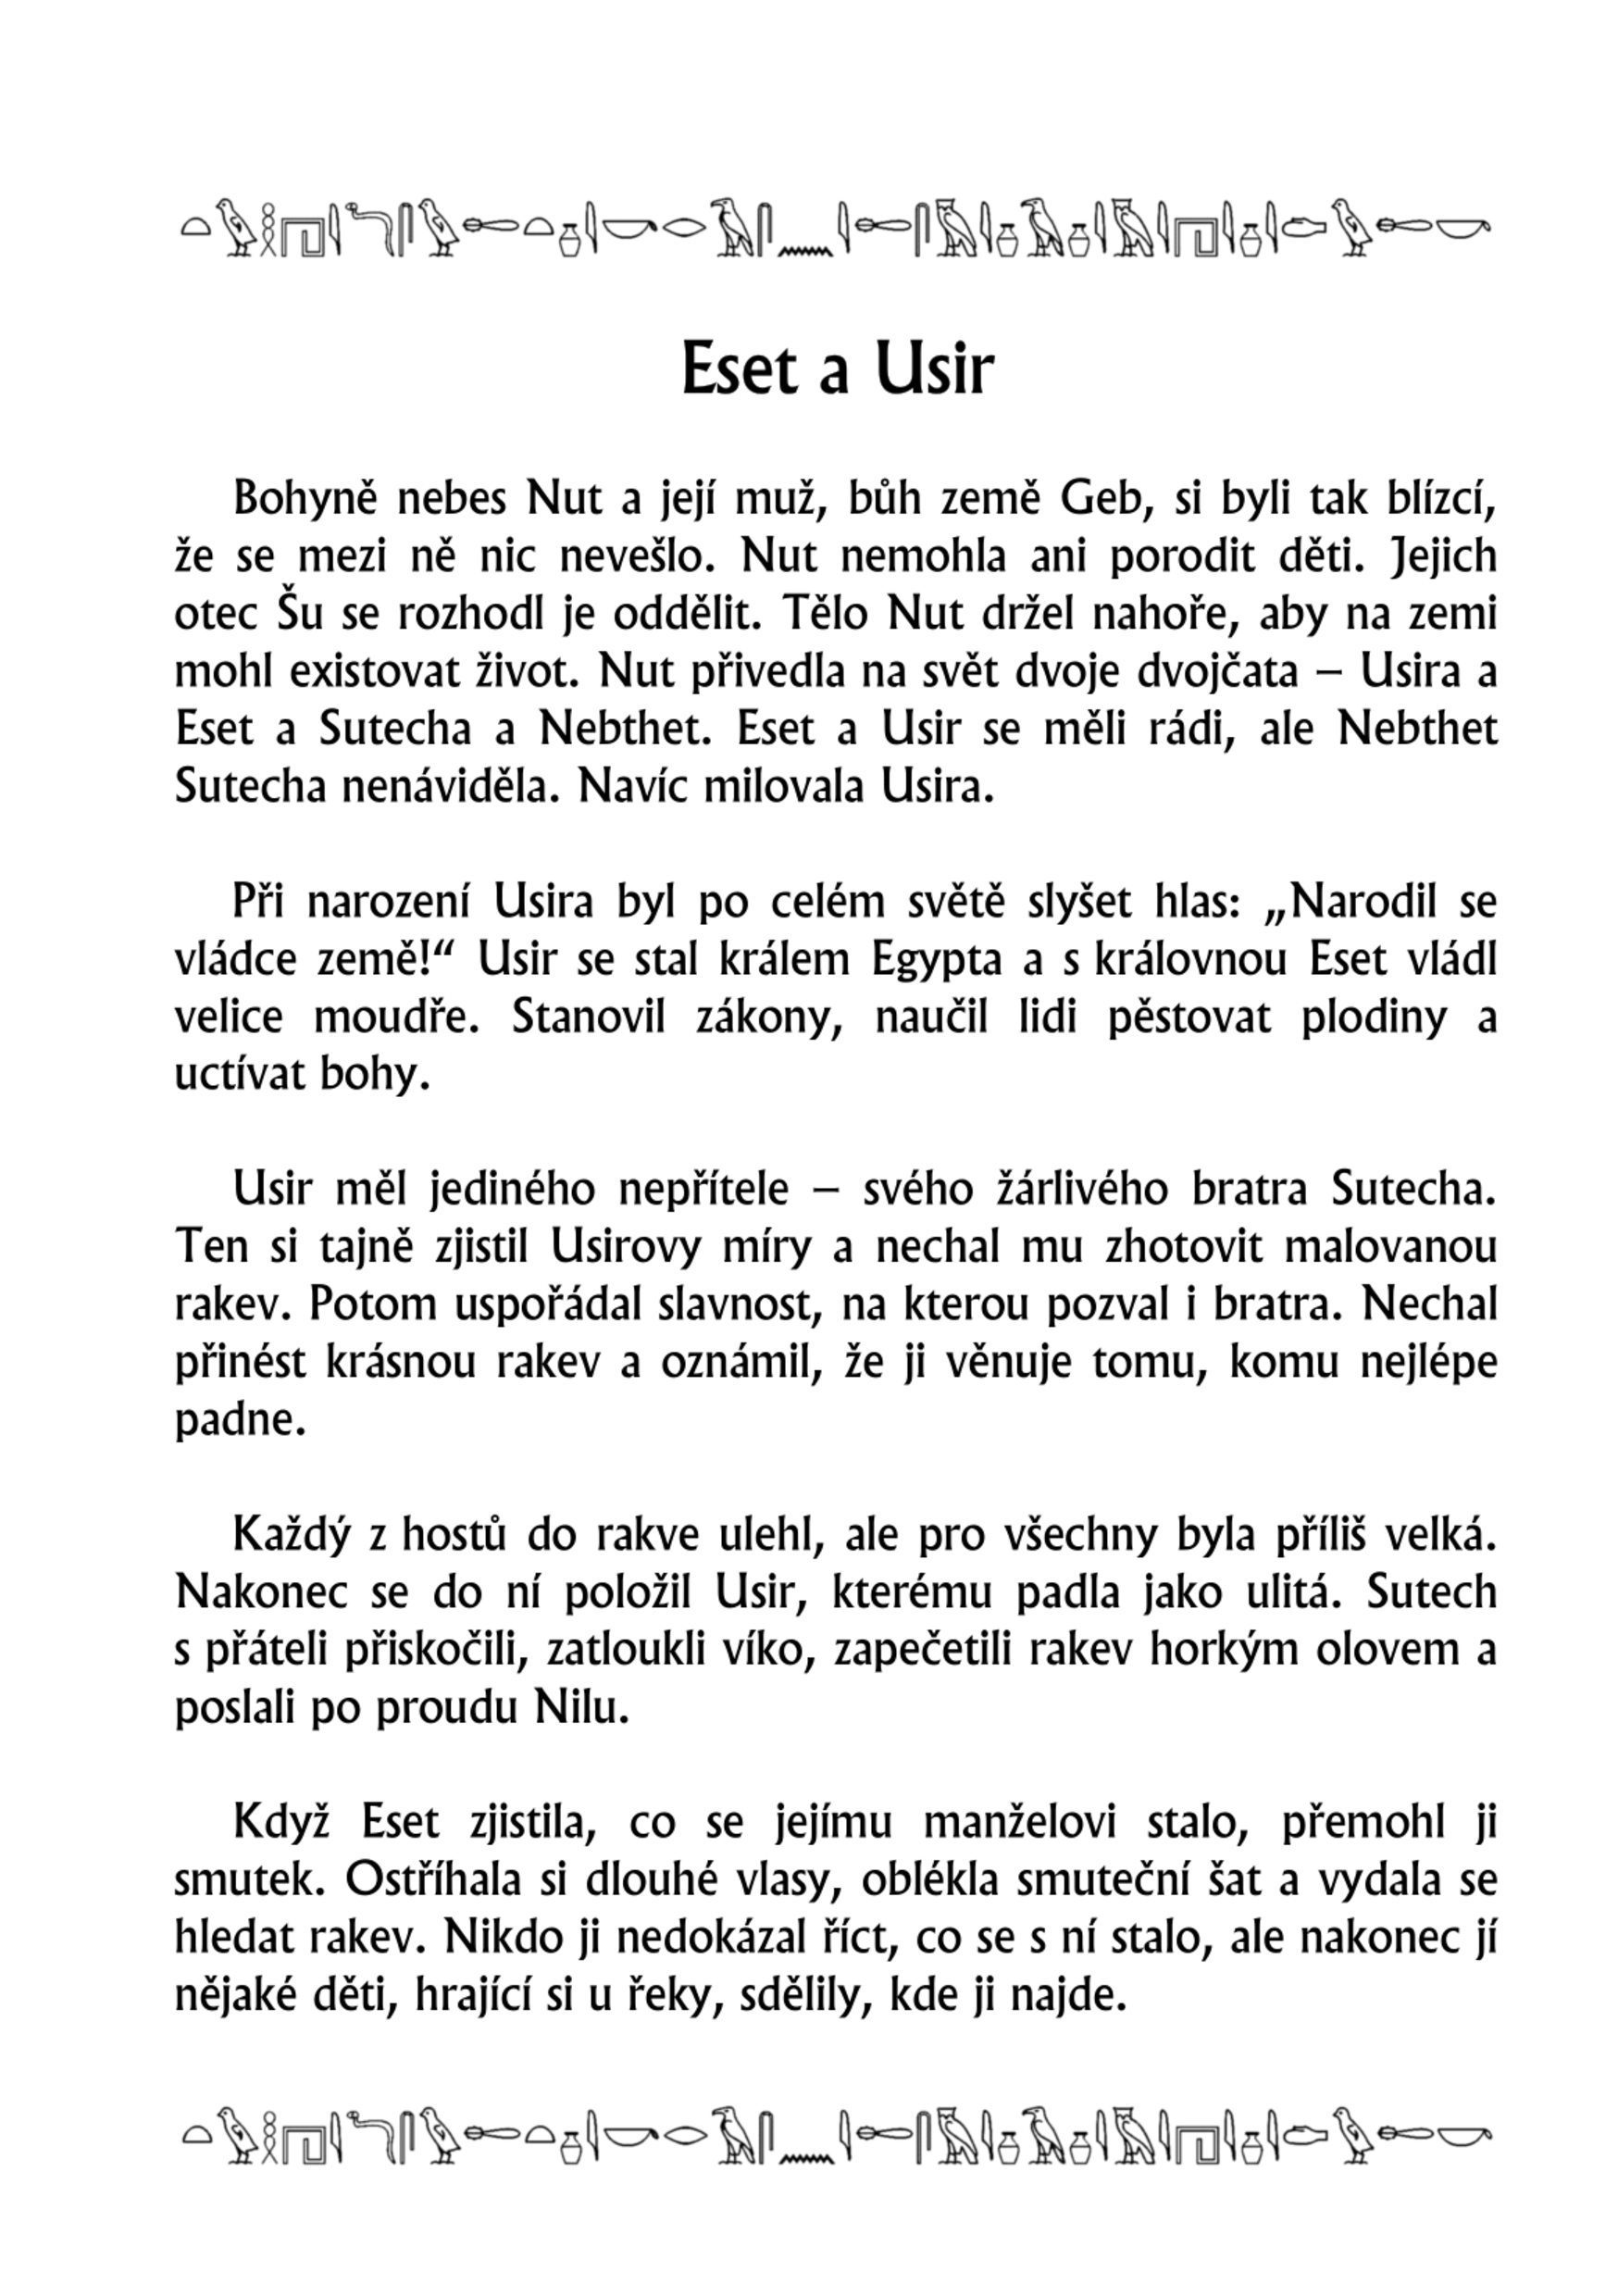 Eset a Usir
Bohyně nebes Nut a její muž, bůh země Geb, si byli tak blízcí,
že se mezi ně nic nevešlo. Nut nemohla ani porodit děti. Jejich
otec Šu se rozhodl je oddělit. Tělo Nut držel nahoře, aby na zemi
mohl existovat život. Nut přivedla na svět dvoje dvojčata – Usira a
Eset a Sutecha a Nebthet. Eset a Usir se měli rádi, ale Nebthet
Sutecha nenáviděla. Navíc milovala Usira.
Při narození Usira byl po celém světě slyšet hlas: „Narodil se
vládce země!“ Usir se stal králem Egypta a s královnou Eset vládl
velice moudře. Stanovil zákony, naučil lidi pěstovat plodiny a
uctívat bohy.
Usir měl jediného nepřítele – svého žárlivého bratra Sutecha.
Ten si tajně zjistil Usirovy míry a nechal mu zhotovit malovanou
rakev. Potom uspořádal slavnost, na kterou pozval i bratra. Nechal
přinést krásnou rakev a oznámil, že ji věnuje tomu, komu nejlépe
padne.
Každý z hostů do rakve ulehl, ale pro všechny byla příliš velká.
Nakonec se do ní položil Usir, kterému padla jako ulitá. Sutech
s přáteli přiskočili, zatloukli víko, zapečetili rakev horkým olovem a
poslali po proudu Nilu.
Když Eset zjistila, co se jejímu manželovi stalo, přemohl ji
smutek. Ostříhala si dlouhé vlasy, oblékla smuteční šat a vydala se
hledat rakev. Nikdo ji nedokázal říct, co se s ní stalo, ale nakonec jí
nějaké děti, hrající si u řeky, sdělily, kde ji najde.